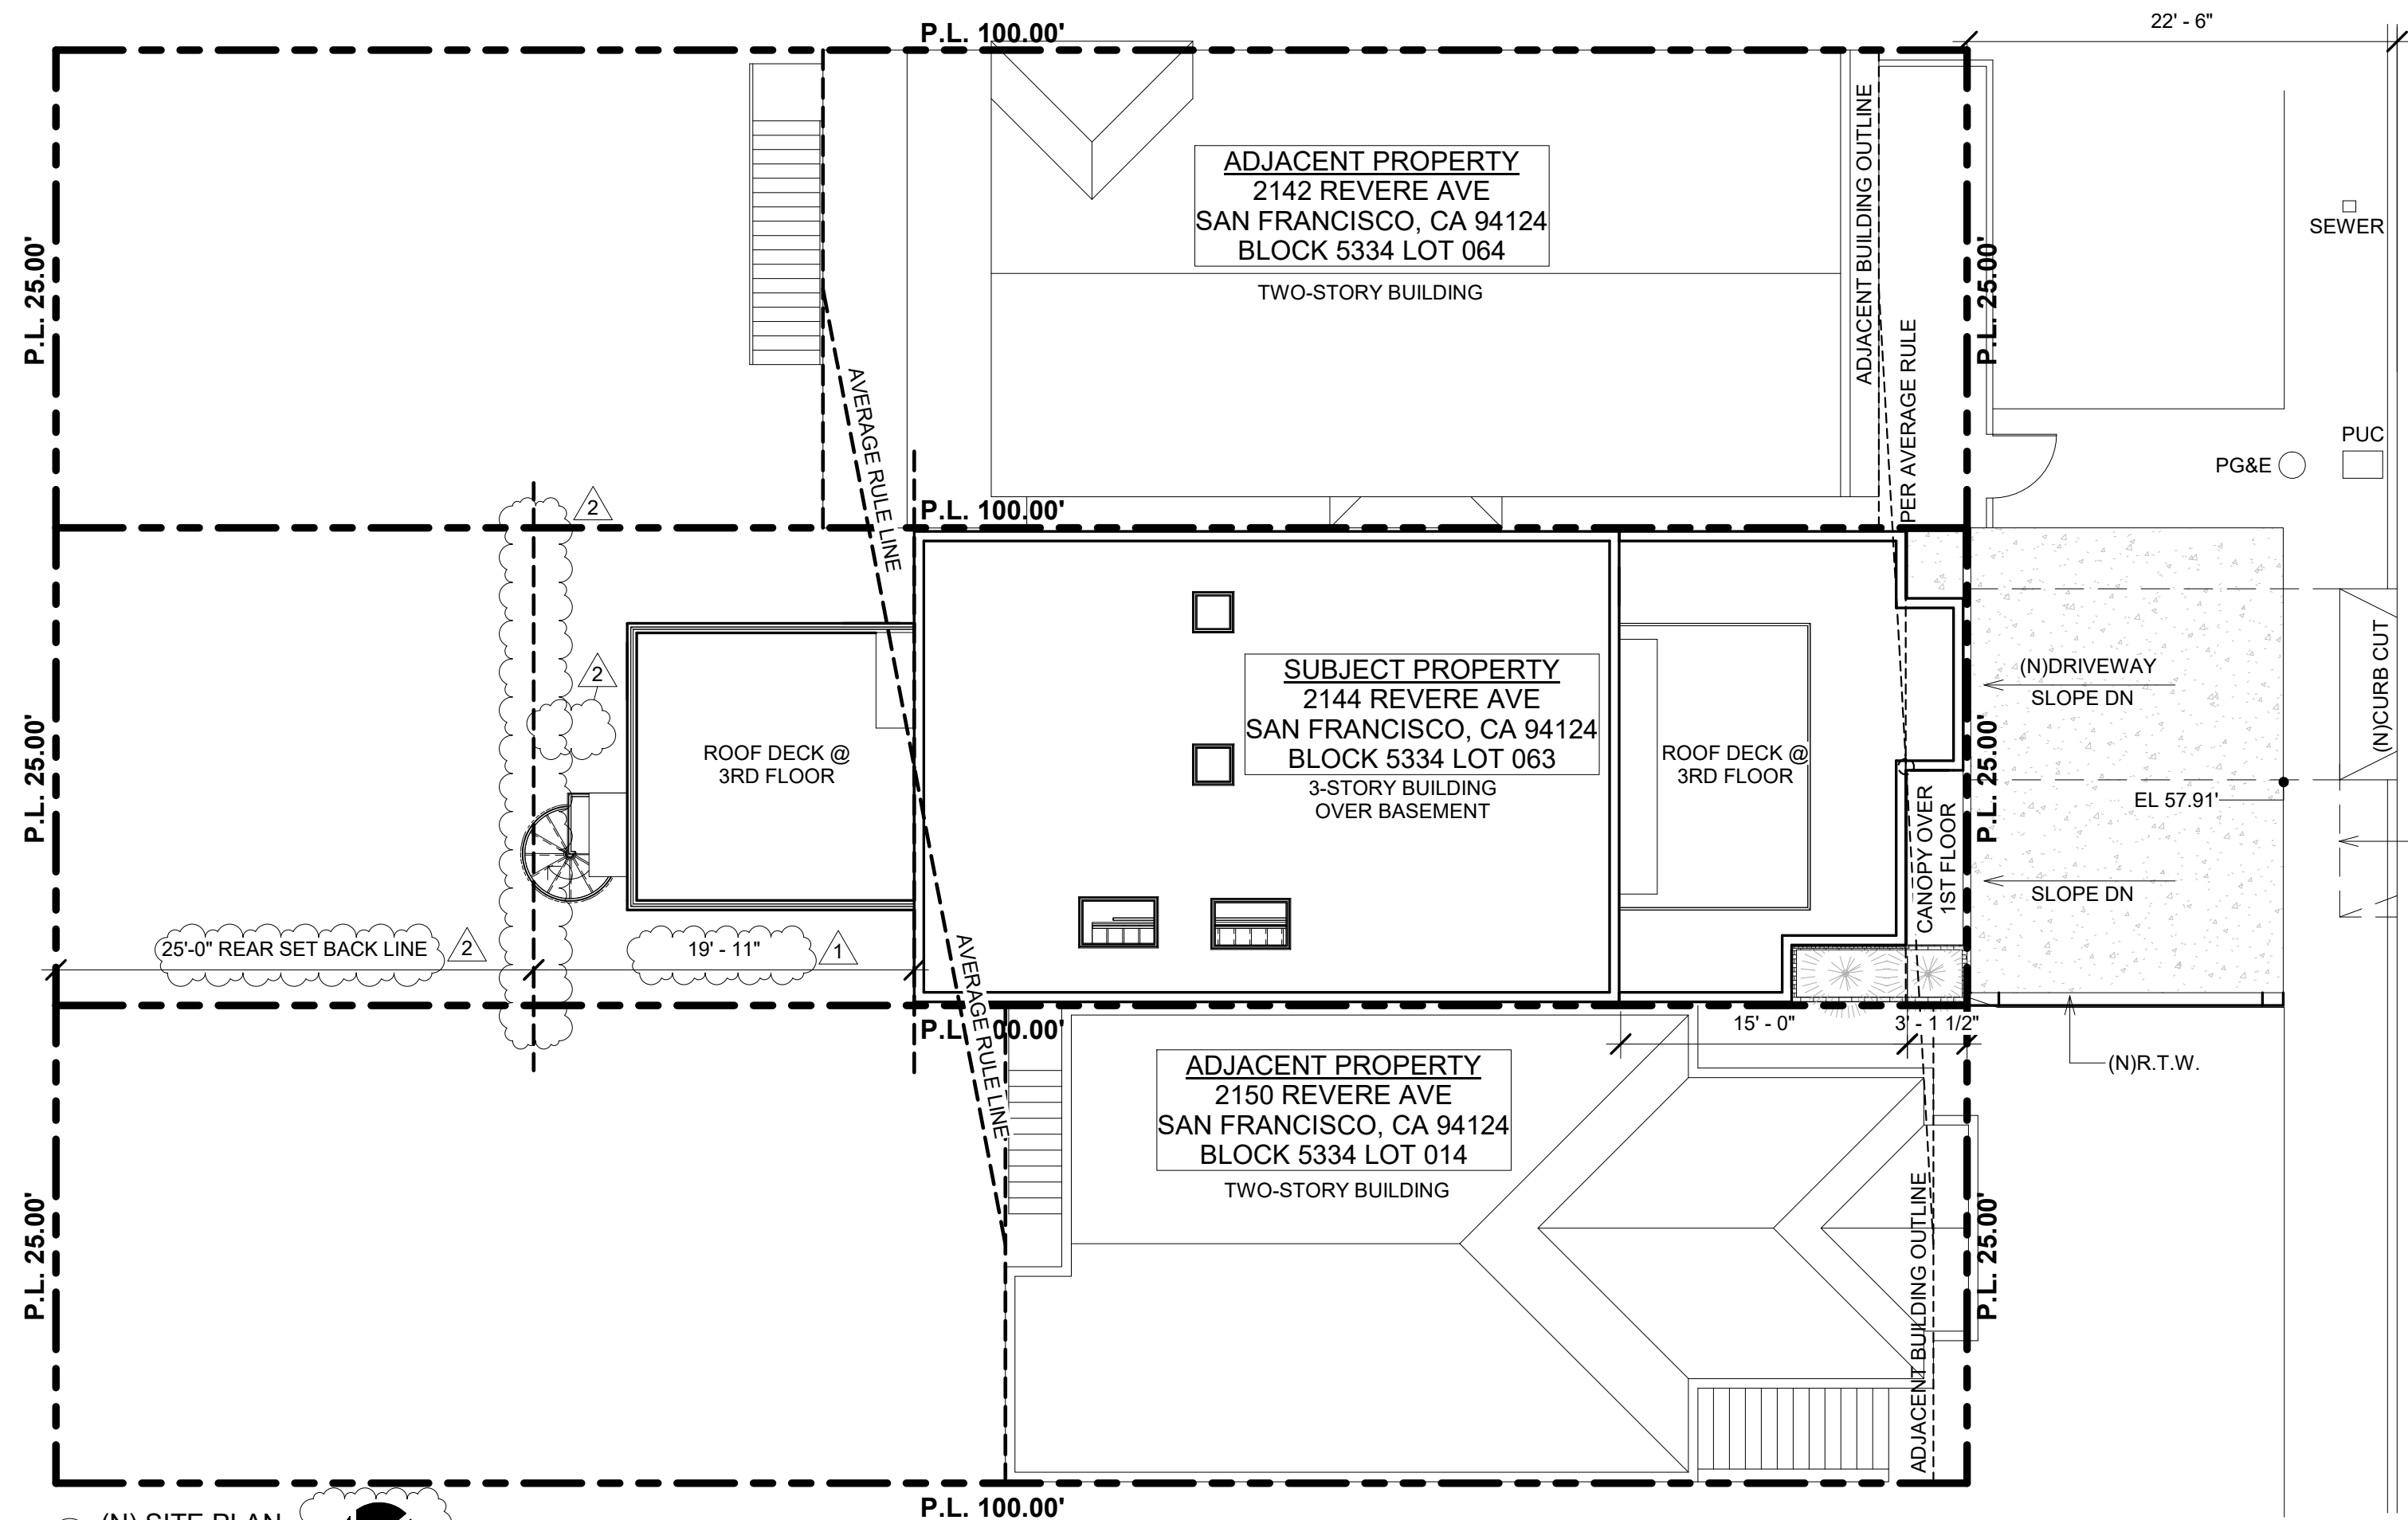 P.L. 100.00'
22' - 6"
ADJACENT PROPERTY
2142 REVERE AVE
SAN FRANCISCO, CA 94124
BLOCK 5334 LOT 064
TWO-STORY BUILDING
ADJACENT BUILDING OUTLINE
PER AVERAGE RULE
P.L. 25.00'
P.L. 25.00'
SEWER
PUC
PG&E
AVERAGE RULE LINE
P.L. 100.00'
2
2
SUBJECT PROPERTY
2144 REVERE AVE
SAN FRANCISCO, CA 94124
BLOCK 5334 LOT 063
3-STORY BUILDING
OVER BASEMENT
ROOF DECK @
3RD FLOOR
ROOF DECK @
3RD FLOOR
P.L. 25.00'
P.L. 25.00'
(N)DRIVEWAY
SLOPE DN
(N)CURB CUT
EL 57.91'
CANOPY OVER
1ST FLOOR
SLOPE DN
25'-0" REAR SET BACK LINE
2
19' - 11"
1
AVERAGE RULE LINE
P.L. 100.00'
15' - 0"
3' - 1 1/2"
(N)R.T.W.
ADJACENT PROPERTY
2150 REVERE AVE
SAN FRANCISCO, CA 94124
BLOCK 5334 LOT 014
TWO-STORY BUILDING
P.L. 25.00'
ADJACENT BUILDING OUTLINE
P.L. 25.00'
P.L. 100.00'
(N) SITE PLAN